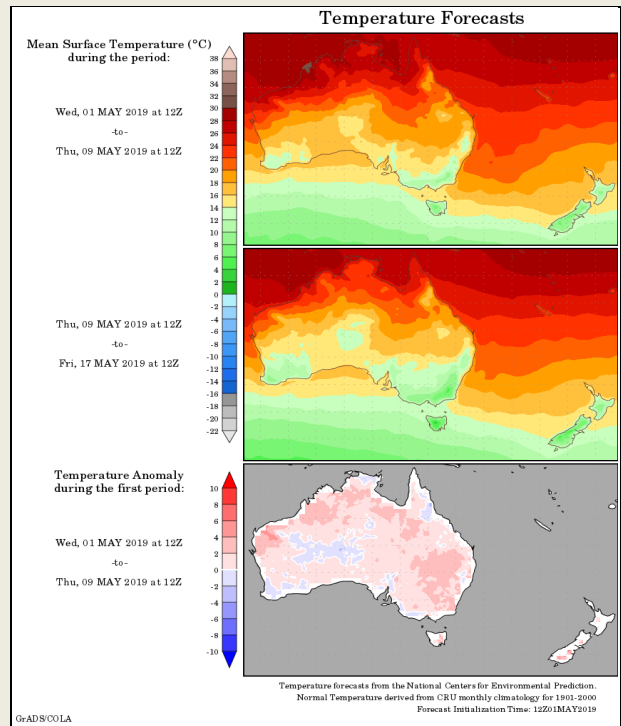 Temperature Forecasts
Mean Surface Temperature (°C)
during the period:
Wed, 01 MAY 2019 at 12Z
-to-
Thu, 09 MAY 2019 at 12Z
38
36
34
32
30
28
26
24
22
20
18
16
14
12
10
8
6
4
2
0
-2
-4
-6
-8
-10
-12
-14
-16
-17
-20
-22
Thu, 09 MAY 2019 at 12Z
-to-
Fri, 17 MAY 2019 at 12Z
Temperature Anomaly
during the first period:
Wed, 01 MAY 2019 at 12Z
-to-
Thu, 09 MAY 2019 at 12Z
10
8
6
4
2
0
-2
-4
-6
-8
-10
Temperature forecasts from the National Centers for Environmental Prediction.
Normal Temperature derived from CRU monthly climatology for 1901-2000
Forecast Initialization Time: 12Z01MAY2019
GrADS/COLA